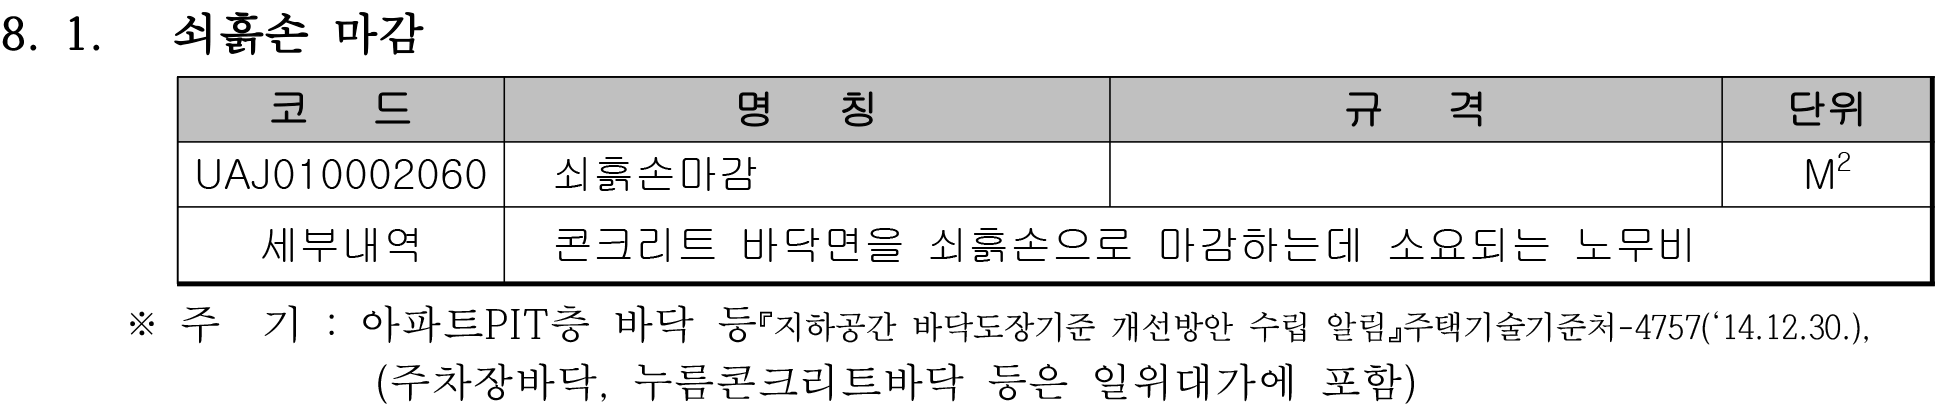 8. 1. 쇠흙손 마감
코 드 명 칭 규 격 단위
UAJ010002060 쇠흙손마감 M²
세부내역 콘크리트 바닥면을 쇠흙손으로 마감하는데 소요되는 노무비
※ 주 기 : 아파트PIT층 바닥 등『지하공간 바닥도장기준 개선방안 수립 알림』주택기술기준처-4757(‘14.12.30.),
(주차장바닥, 누름콘크리트바닥 등은 일위대가에 포함)